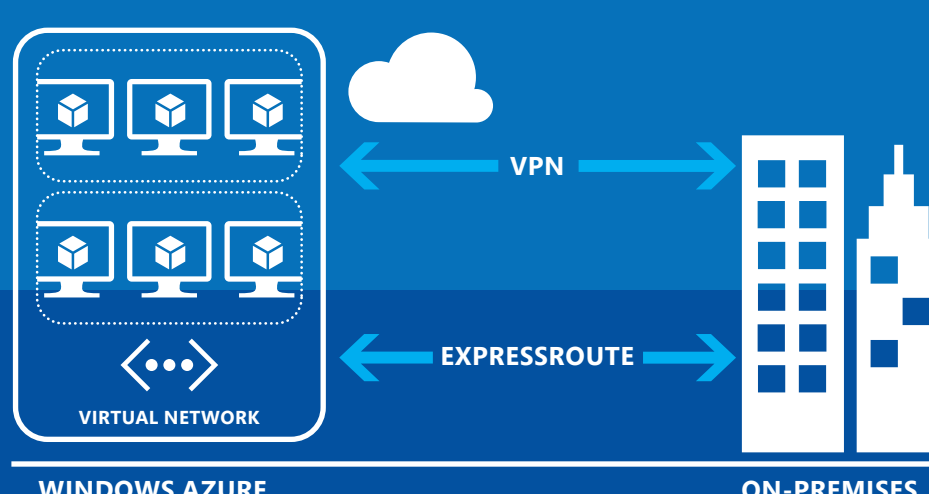 VPN
EXPRESSROUTE
VIRTUAL NETWORK
WINDOWS AZURE
ON-PREMISES